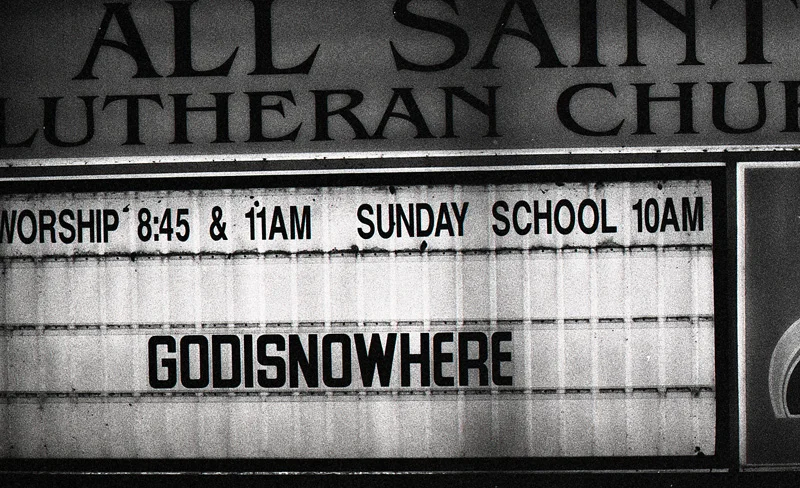 ALL SAINT
LUTHERAN CHU
WORSHIP 8:45 & 11AM SUNDAY SCHOOL 10AM
GODISNOWHERE